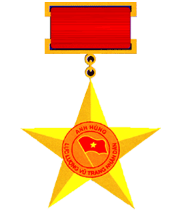 ANH HÙNG
LỰC LƯỢNG VŨ TRANG NHÂN DÂN